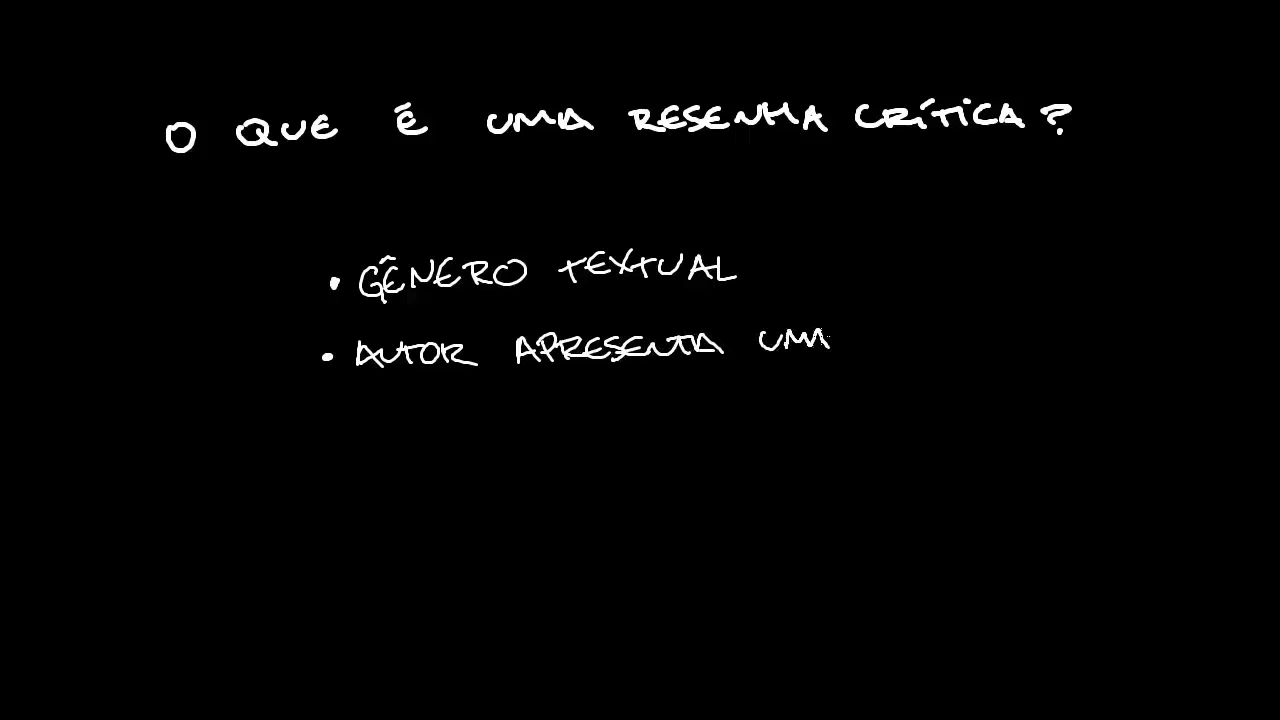 O QUE É UMA RESENHA CRÍTICA?
• GÊNERO TEXTUAL
• AUTOR APRESENTA UM